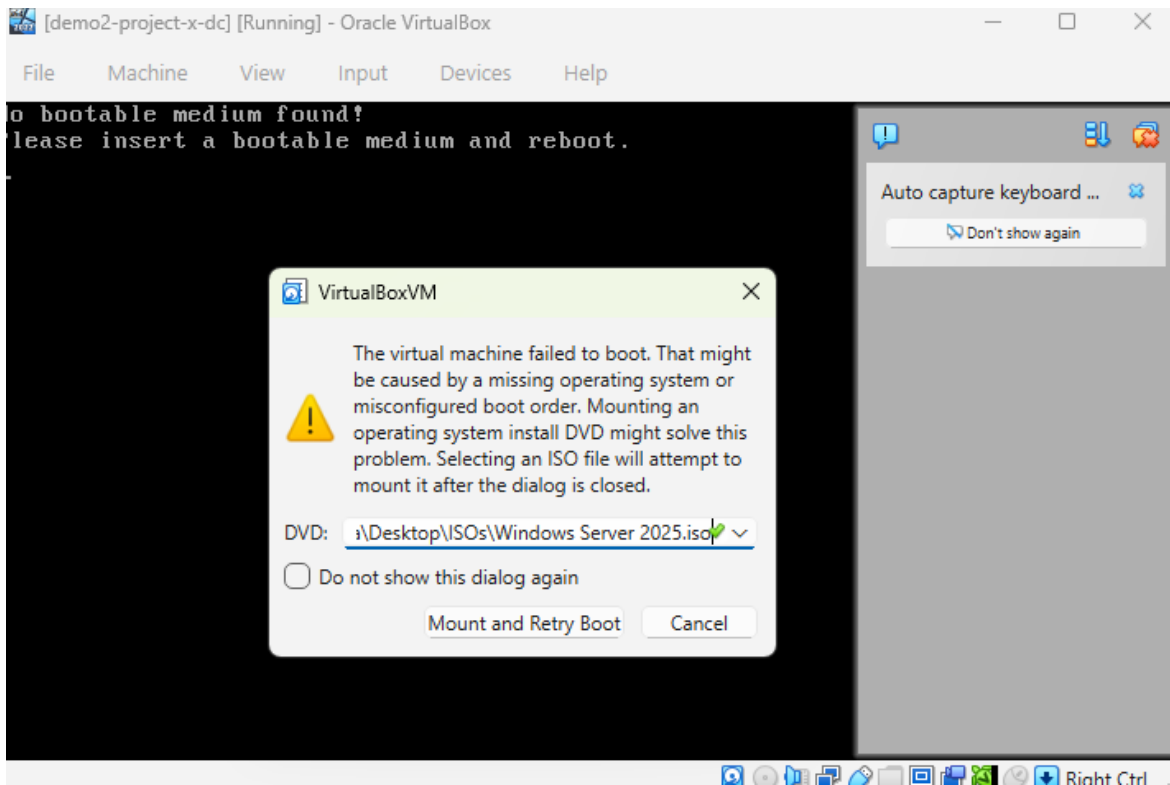 [demo2-project-x-dc] [Running] - Oracle VirtualBox
File Machine View Input Devices Help
o bootable medium found!
lease insert a bootable medium and reboot.
Auto capture keyboard ...
Don't show again
VirtualBoxVM
The virtual machine failed to boot. That might
be caused by a missing operating system or
misconfigured boot order. Mounting an
operating system install DVD might solve this
problem. Selecting an ISO file will attempt to
mount it after the dialog is closed.
DVD: a\Desktop\ISOs\Windows Server 2025.iso
Do not show this dialog again
Mount and Retry Boot Cancel
Right Ctrl